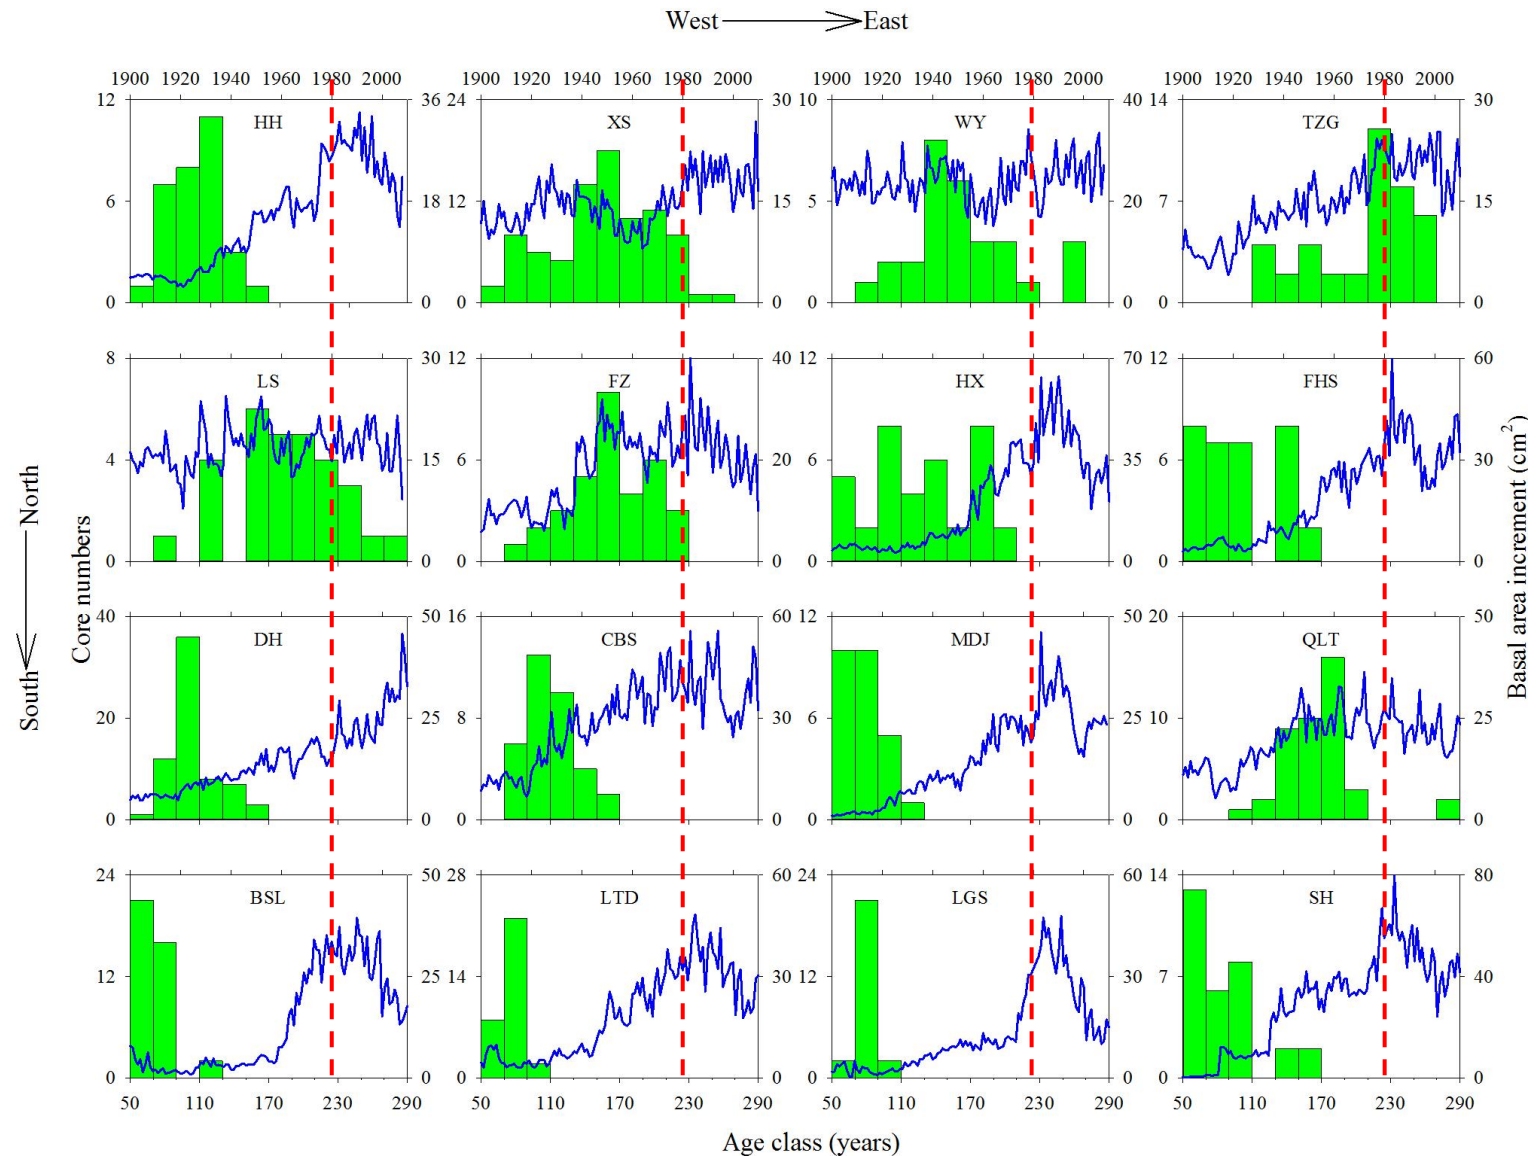 West East
1900 1920 1940 1960 1980 2000 1900 1920 1940 1960 1980 2000 1900 1920 1940 1960 1980 2000 1900 1920 1940 1960 1980 2000
12 36 24 30 10 40 14 30
HH XS WY TZG
6 18 12 15 5 20 7 15
0 0 0 0 0 0 0 0
8 30 12 40 12 70 12 60
LS FZ HX FHS
4 15 6 20 6 35 6 30
0 0 0 0 0 0 0 0
40 50 16 60 12 50 20 50
DH CBS MDJ QLT
20 25 8 30 6 25 10 25
0 0 0 0 0 0 0 0
24 50 28 60 24 60 14 80
BSL LTD LGS SH
12 25 14 30 12 30 7 40
0 0 0 0 0 0 0 0
50 110 170 230 290 50 110 170 230 290 50 110 170 230 290 50 110 170 230 290
Age class (years)
North
South
Core numbers
Basal area increment (cm²)